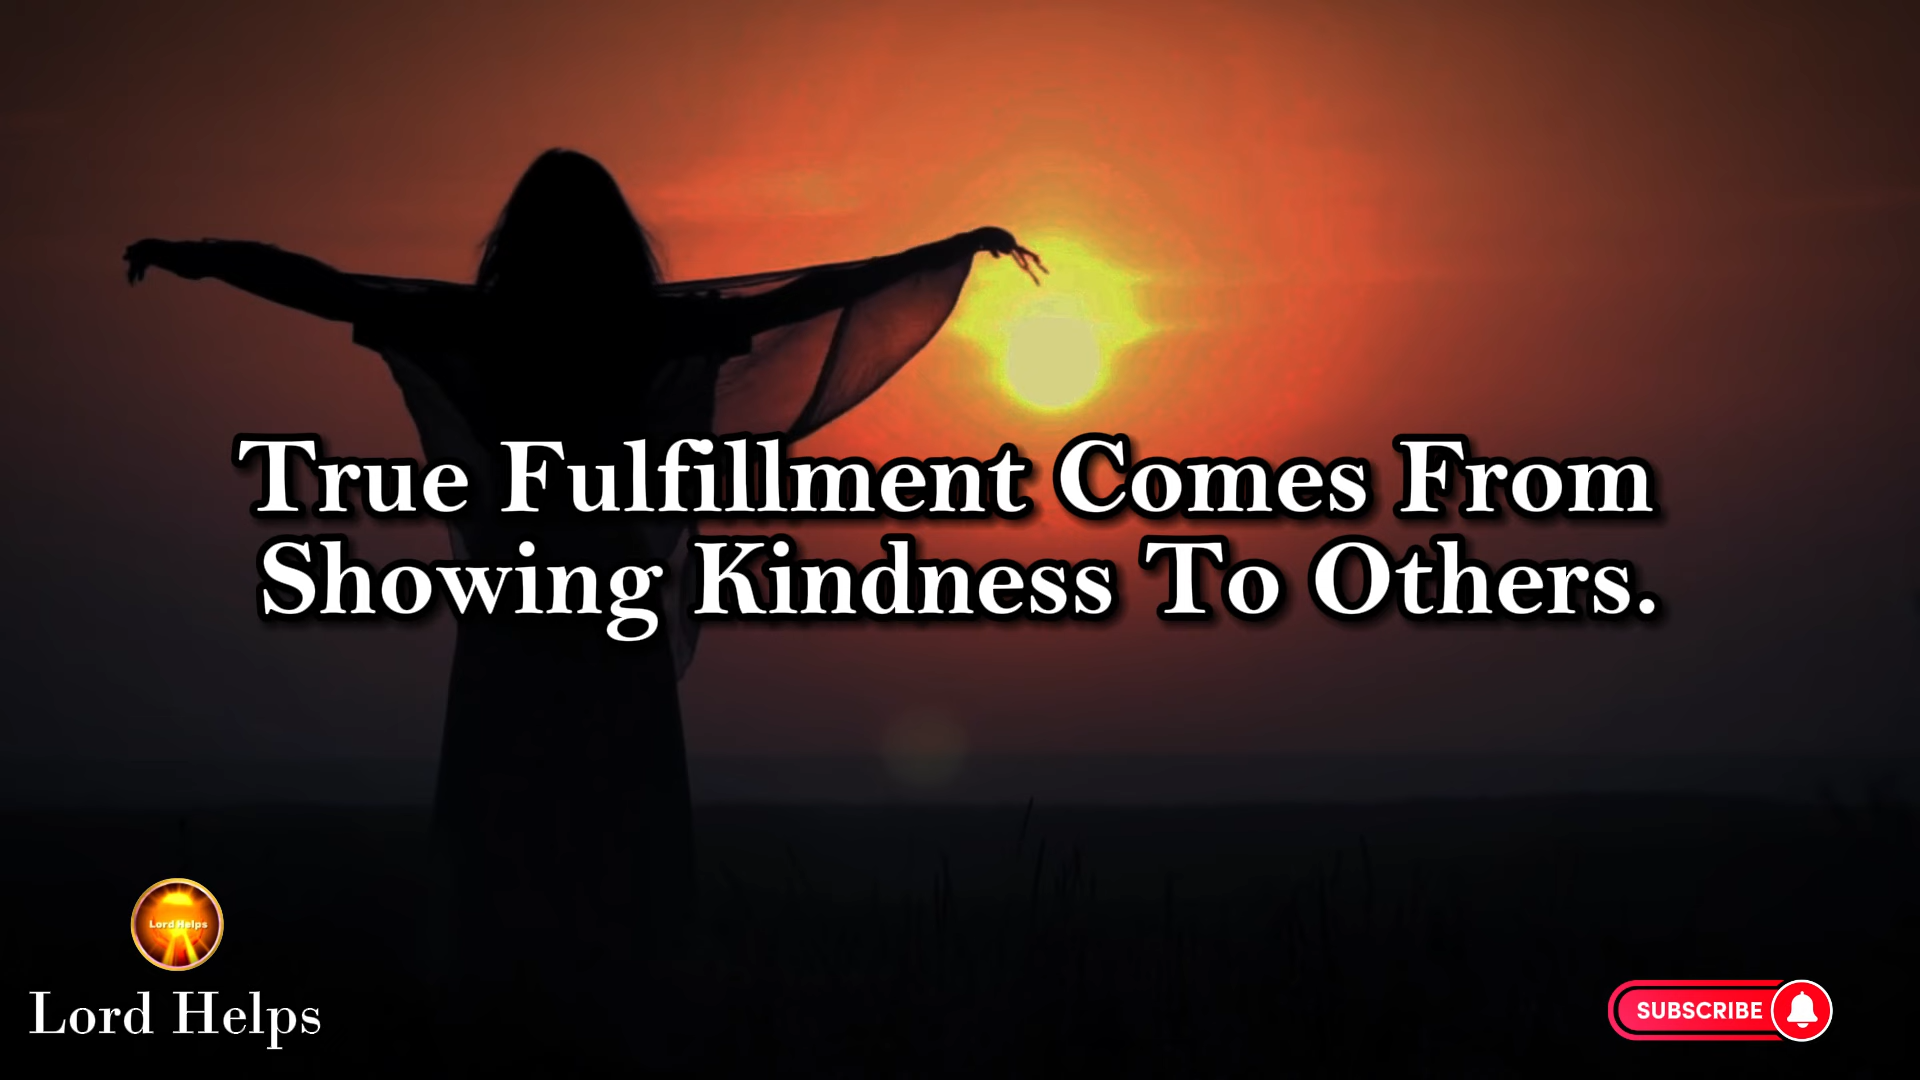 True Fulfillment Comes From
Showing Kindness To Others.
Lord Helps
Lord Helps
SUBSCRIBE